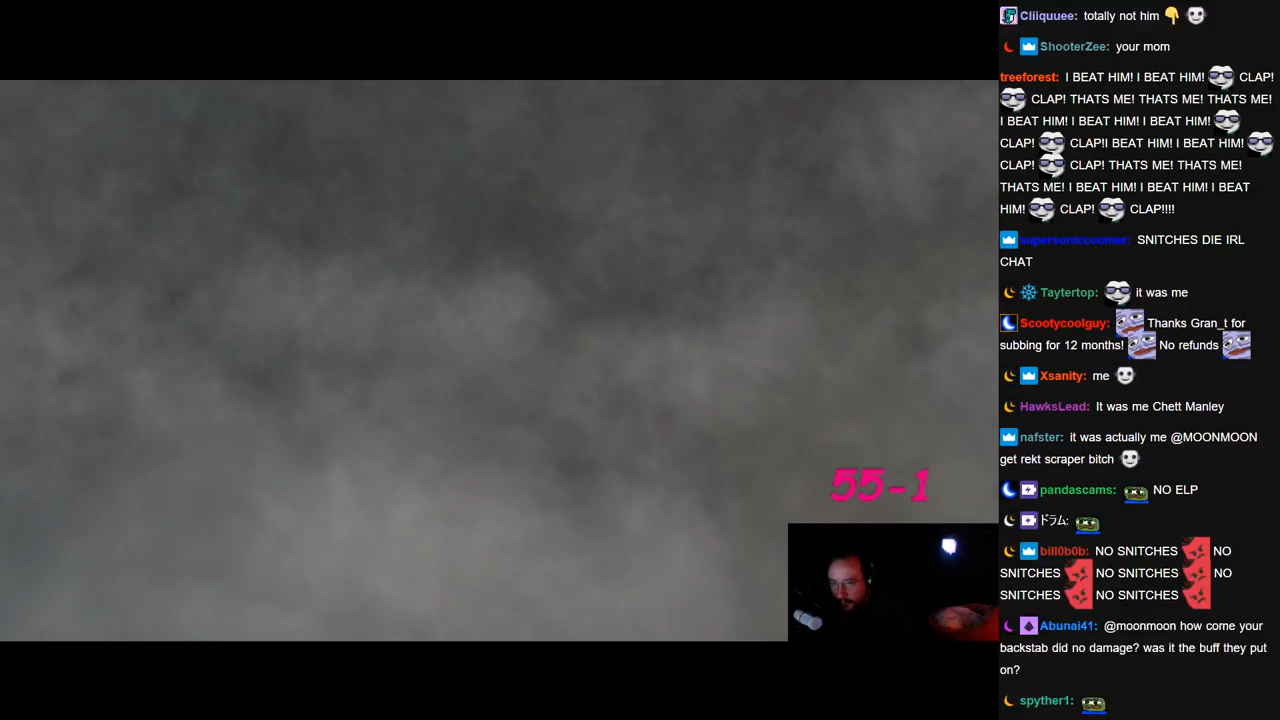 Cliiquuee: totally not him
ShooterZee: your mom
treeforest: I BEAT HIM! I BEAT HIM! CLAP!
CLAP! THATS ME! THATS ME! THATS ME!
I BEAT HIM! I BEAT HIM! I BEAT HIM!
CLAP! CLAP!I BEAT HIM! I BEAT HIM!
CLAP! CLAP! THATS ME! THATS ME!
THATS ME! I BEAT HIM! I BEAT HIM! I BEAT
HIM! CLAP! CLAP!!!!
supersoniccoomer: SNITCHES DIE IRL
CHAT
Taytertop: it was me
Scootycoolguy: Thanks Gran_t for
subbing for 12 months! No refunds
Xsanity: me
HawksLead: It was me Chett Manley
nafster: it was actually me @MOONMOON
get rekt scraper bitch
pandascams: NO ELP
ドラム:
bill0b0b: NO SNITCHES NO
SNITCHES NO SNITCHES NO
SNITCHES NO SNITCHES
Abunai41: @moonmoon how come your
backstab did no damage? was it the buff they put
on?
spyther1:
55-1